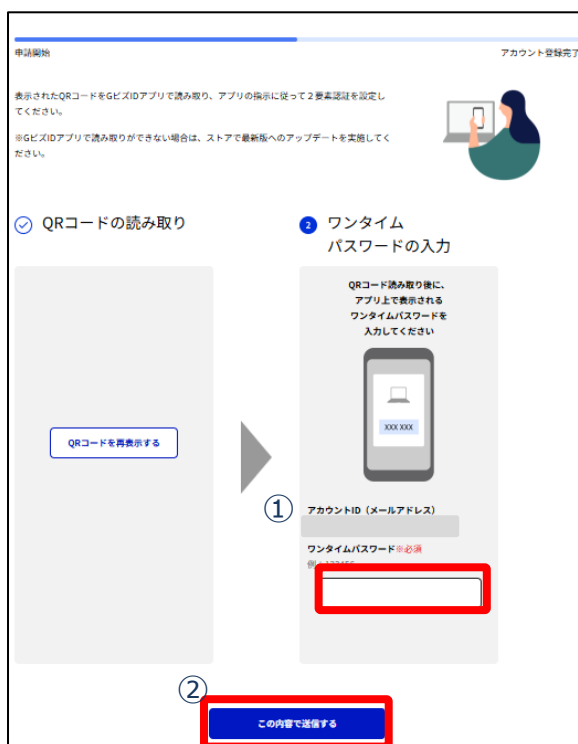 申請開始
アカウント登録完了
表示されたQRコードをGビズIDアプリで読み取り、アプリの指示に従って２要素認証を設定し
てください。
※GビズIDアプリで読み取りができない場合は、ストアで最新版へのアップデートを実施してく
ださい。
QRコードの読み取り
2 ワンタイム
パスワードの入力
QRコード読み取り後に、
アプリ上で表示される
ワンタイムパスワードを
入力してください
XXX XXX
QRコードを再表示する
①
アカウントID（メールアドレス）
ワンタイムパスワード※必須
②
この内容で送信する